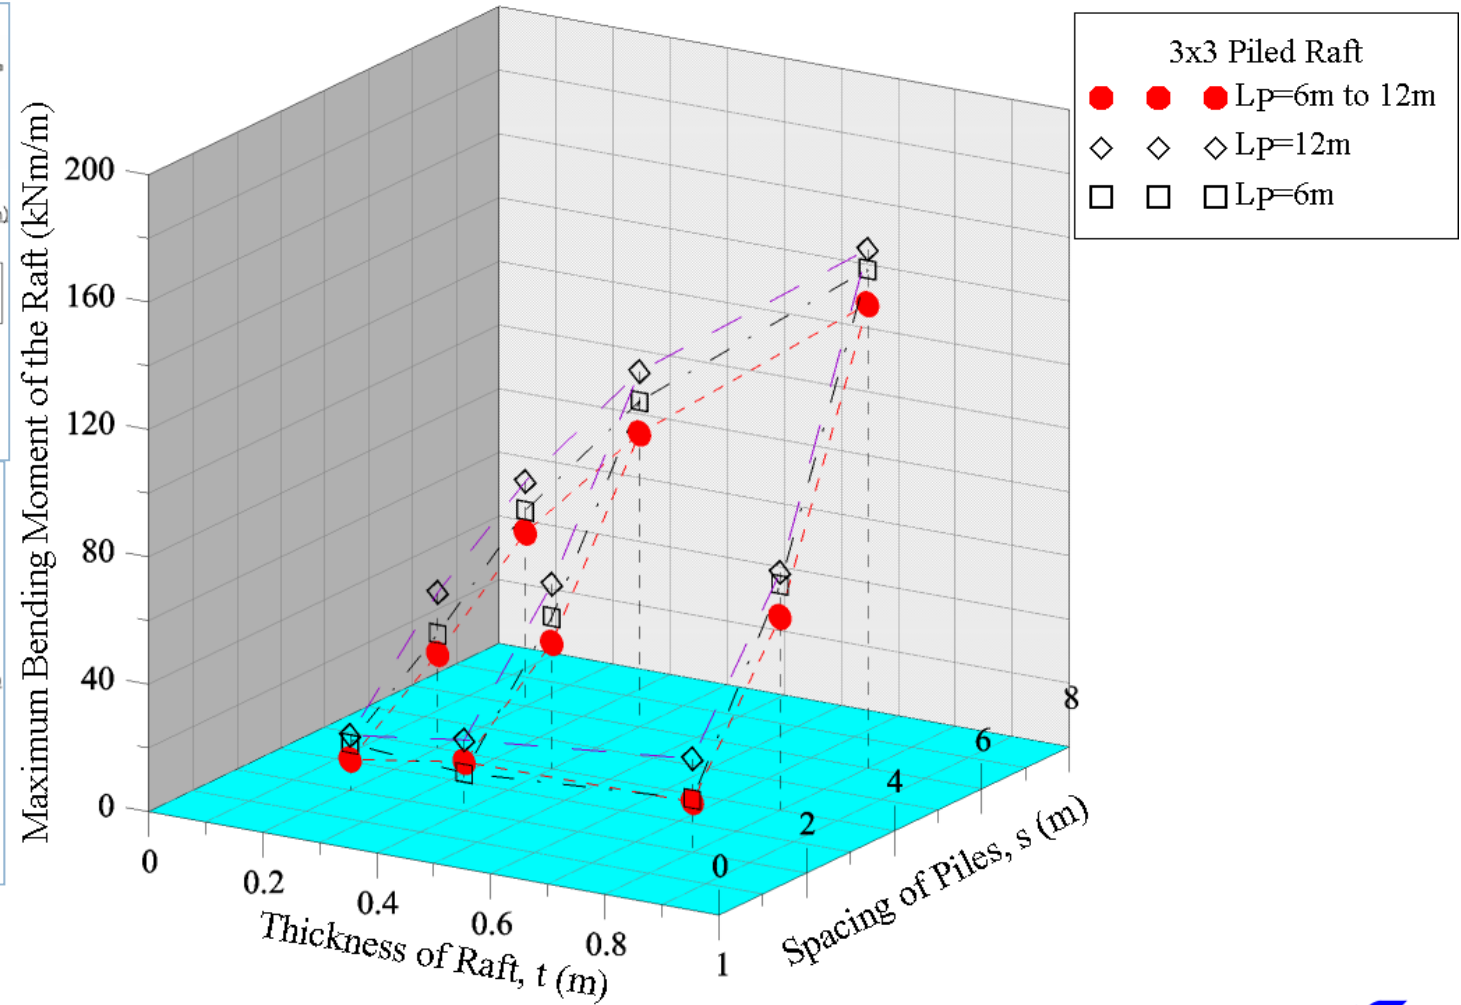 3x3 Piled Raft
Lp=6m to 12m
Lp=12m
Lp=6m
Maximum Bending Moment of the Raft (kNm/m)
200
160
120
80
40
0
0
0.2
0.4
0.6
0.8
1
Thickness of Raft, t (m)
0
2
4
6
8
Spacing of Piles, s (m)